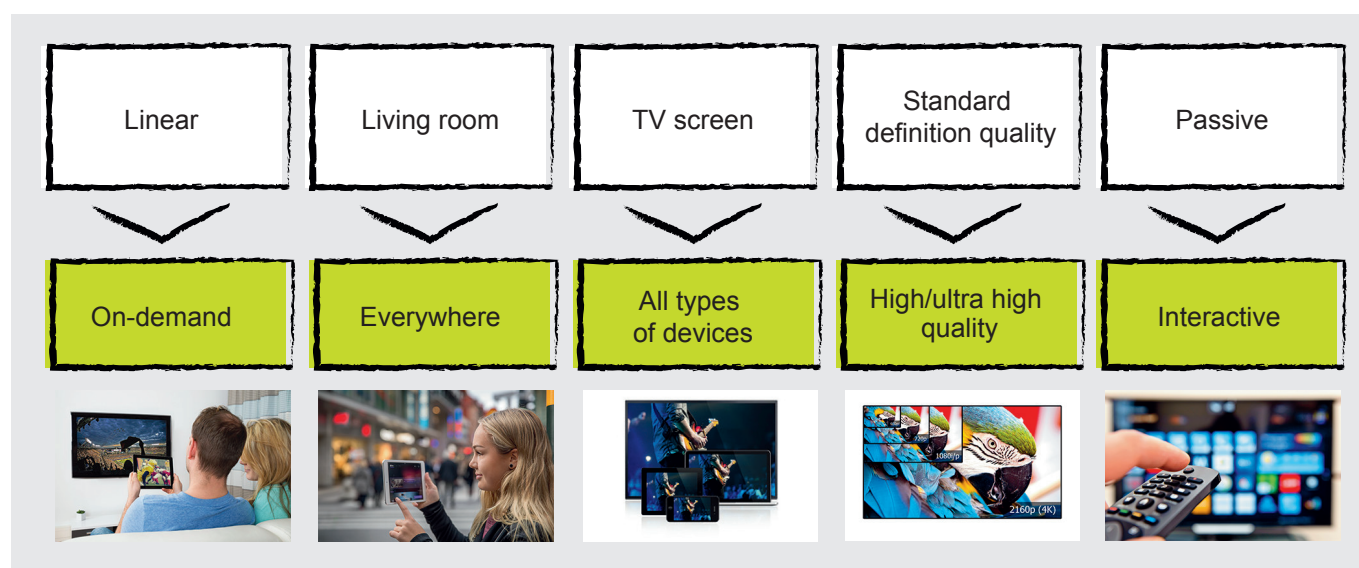 Linear
Living room
TV screen
Standard
definition quality
Passive
On-demand
Everywhere
All types
of devices
High/ultra high
quality
Interactive
1080i/p
2160p (4K)